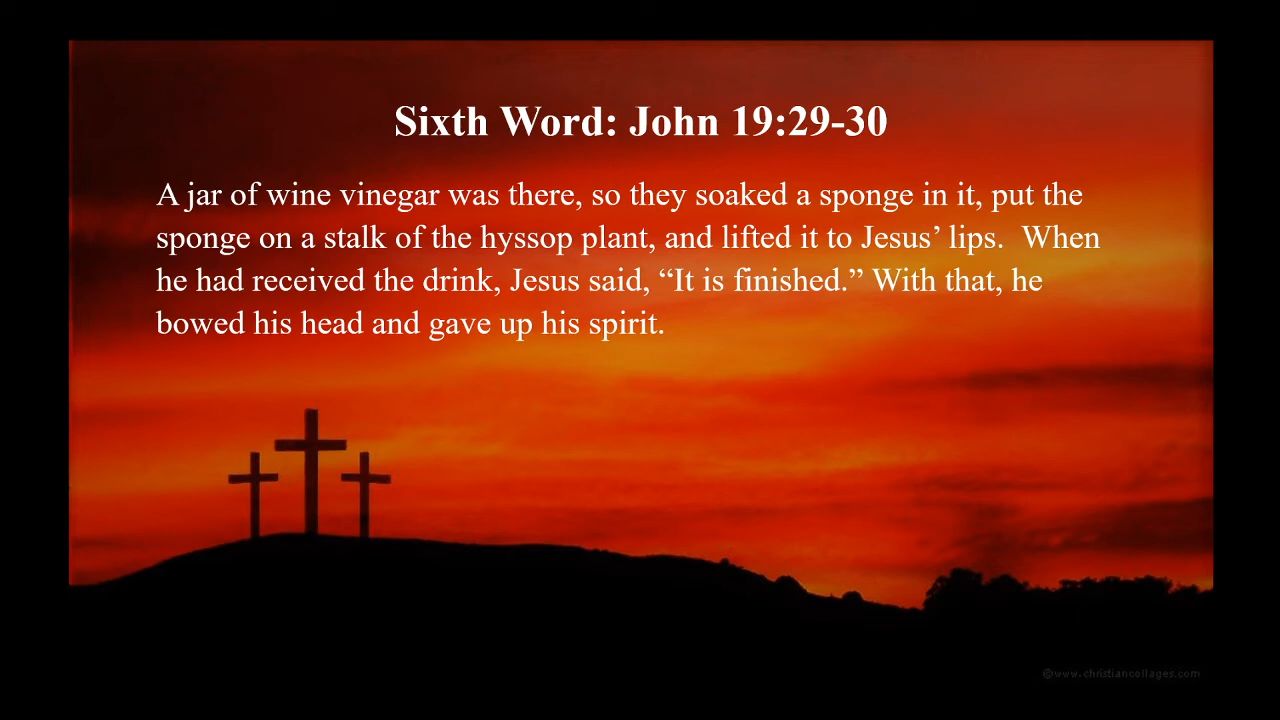 Sixth Word: John 19:29-30
A jar of wine vinegar was there, so they soaked a sponge in it, put the
sponge on a stalk of the hyssop plant, and lifted it to Jesus’ lips.  When
he had received the drink, Jesus said, “It is finished.” With that, he
bowed his head and gave up his spirit.
©www.christiancollages.com